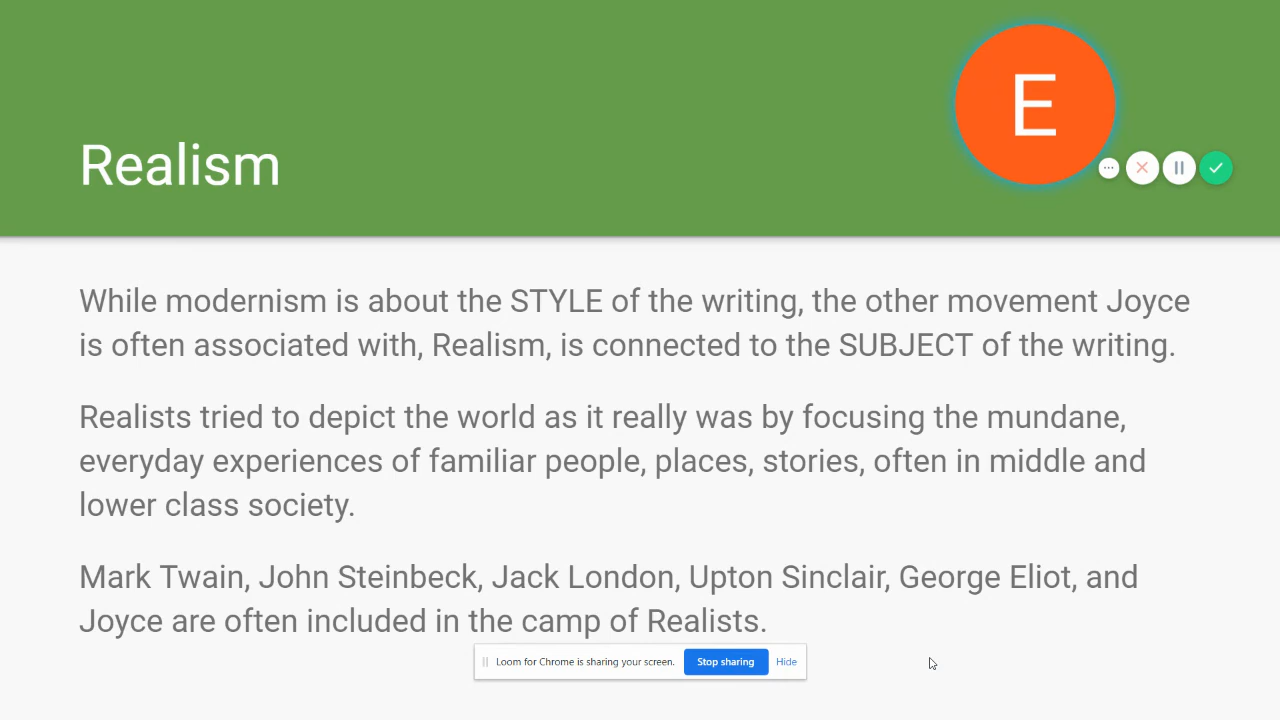 E
Realism
While modernism is about the STYLE of the writing, the other movement Joyce
is often associated with, Realism, is connected to the SUBJECT of the writing.
Realists tried to depict the world as it really was by focusing the mundane,
everyday experiences of familiar people, places, stories, often in middle and
lower class society.
Mark Twain, John Steinbeck, Jack London, Upton Sinclair, George Eliot, and
Joyce are often included in the camp of Realists.
Loom for Chrome is sharing your screen. Stop sharing Hide